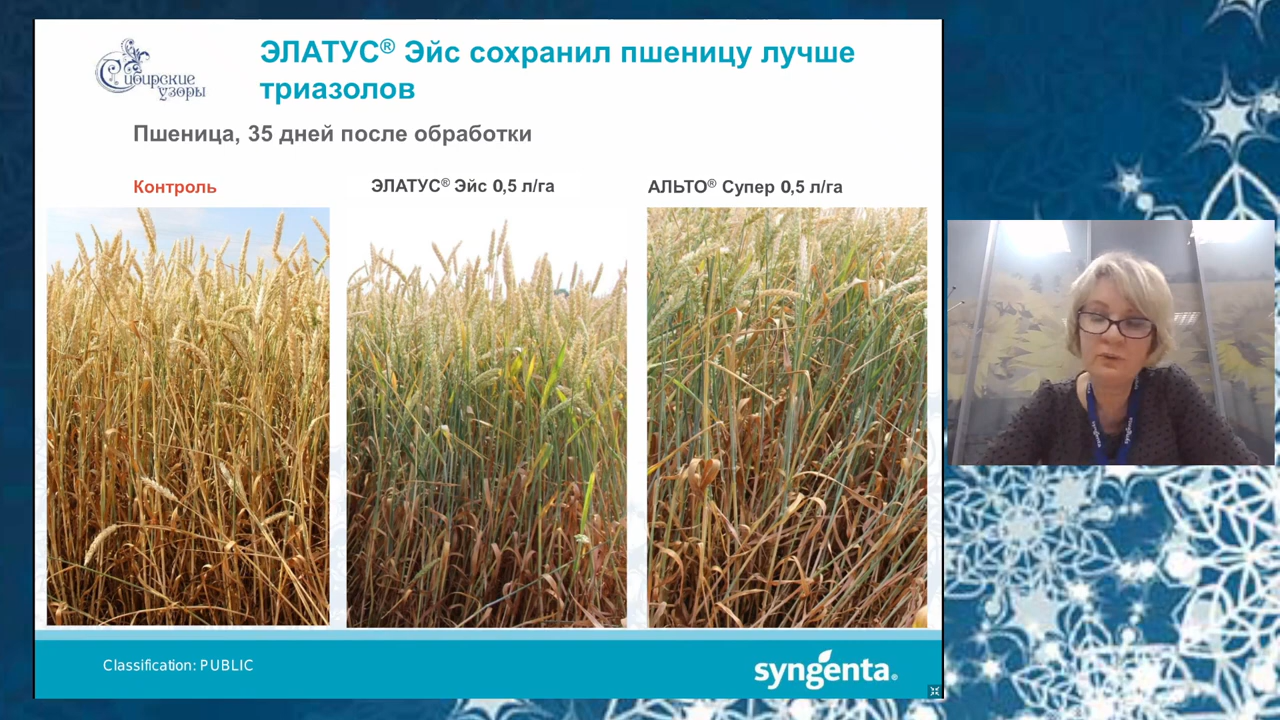 Сибирские
узоры
ЭЛАТУС® Эйс сохранил пшеницу лучше
триазолов
Пшеница, 35 дней после обработки
Контроль
ЭЛАТУС® Эйс 0,5 л/га
АЛЬТО® Супер 0,5 л/га
syngenta
Classification: PUBLIC
syngenta®